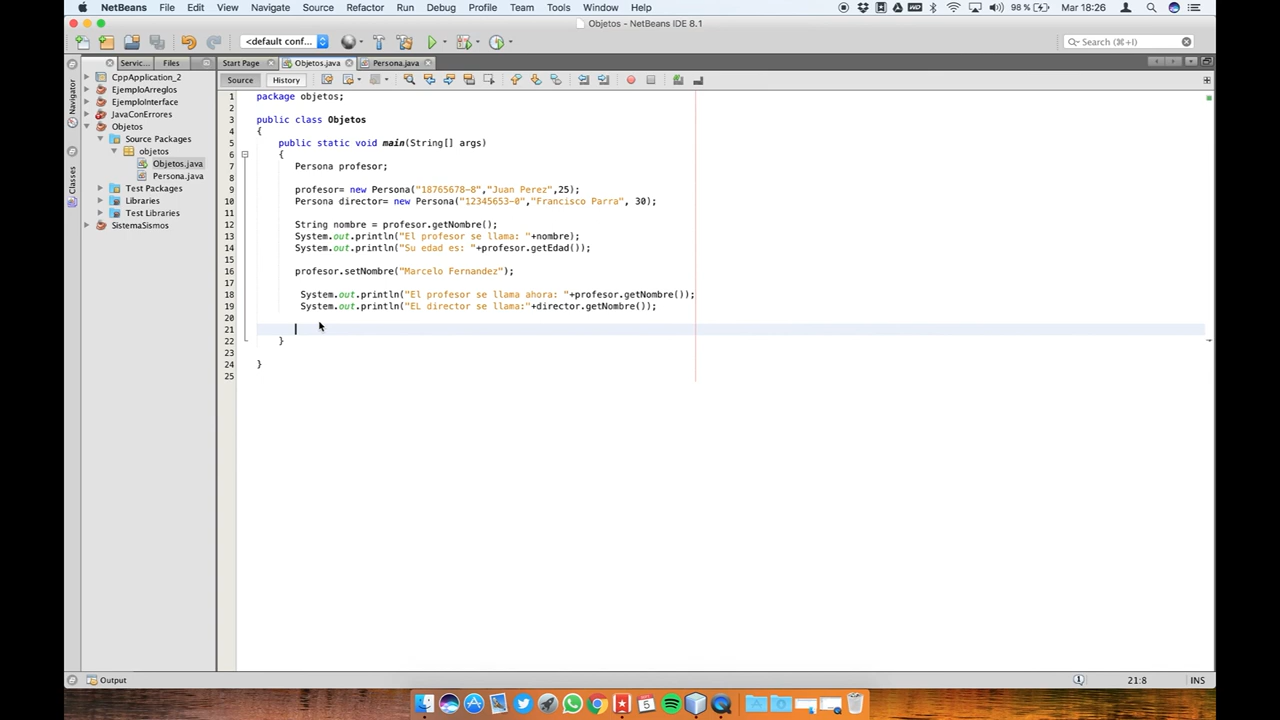 NetBeans File Edit View Navigate Source Refactor Run Debug Profile Team Tools Window Help 98 % Mar 18:26
Objetos - NetBeans IDE 8.1
<default conf... Search (⌘+I)
Servic... Files Start Page Objetos.java Persona.java
Source History
Navigator
Classes
CppApplication_2
EjemploArreglos
EjemploInterface
JavaConErrores
Objetos
Source Packages
objetos
Objetos.java
Persona.java
Test Packages
Libraries
Test Libraries
SistemaSismos
1 package objetos;
2
3 public class Objetos
4 {
5 public static void main(String[] args)
6 {
7 Persona profesor;
8
9 profesor= new Persona("18765678-8","Juan Perez",25);
10 Persona director= new Persona("12345653-0","Francisco Parra", 30);
11
12 String nombre = profesor.getNombre();
13 System.out.println("El profesor se llama: "+nombre);
14 System.out.println("Su edad es: "+profesor.getEdad());
15
16 profesor.setNombre("Marcelo Fernandez");
17
18 System.out.println("El profesor se llama ahora: "+profesor.getNombre());
19 System.out.println("EL director se llama:"+director.getNombre());
20
21
22 }
23
24 }
25
Output 1 21:8 INS
5